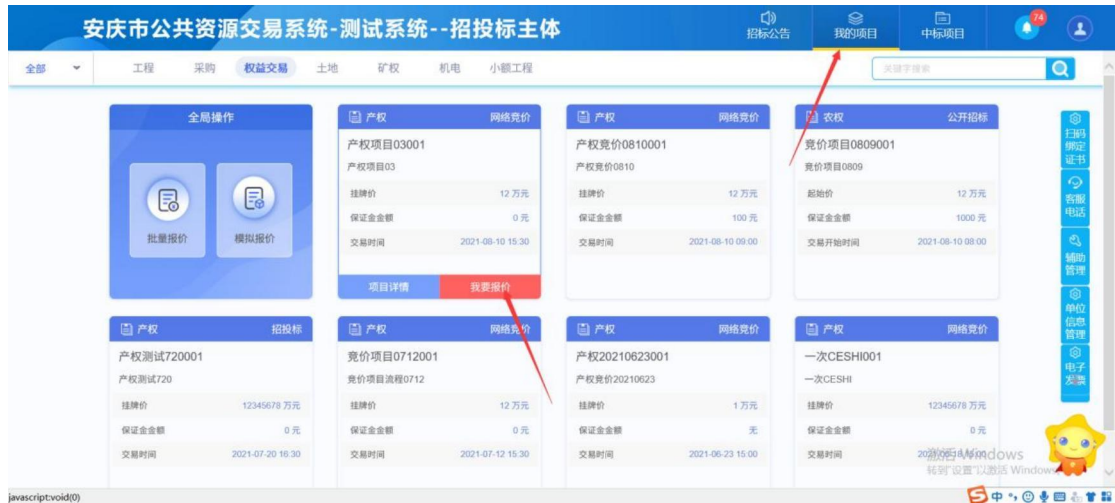 安庆市公共资源交易系统-测试系统--招投标主体
招标公告
我的项目
中标项目
74
全部
工程
采购
权益交易
土地
矿权
机电
小额工程
关键字搜索
全局操作
批量报价
模拟报价
产权
网络竞价
产权项目03001
产权项目03
挂牌价 12 万元
保证金金额 0 元
交易时间 2021-08-10 15:30
项目详情
我要报价
产权
网络竞价
产权竞价0810001
产权竞价0810
挂牌价 12 万元
保证金金额 100 元
交易时间 2021-08-10 09:00
农权
公开招标
竞价项目0809001
竞价项目0809
起始价 12 万元
保证金金额 1000 元
交易开始时间 2021-08-10 08:00
产权
招投标
产权测试720001
产权测试720
挂牌价 12345678 万元
保证金金额 0 元
交易时间 2021-07-20 16:30
产权
网络竞价
竞价项目0712001
竞价项目流程0712
挂牌价 12 万元
保证金金额 0 元
交易时间 2021-07-12 15:30
产权
网络竞价
产权20210623001
产权竞价20210623
挂牌价 1 万元
保证金金额 无
交易时间 2021-06-23 15:00
产权
网络竞价
一次CESHI001
一次CESHI
挂牌价 12345678 万元
保证金金额 0 元
交易时间
扫码
绑定
证书
客服
电话
辅助
管理
单位
信息
管理
电子
发票
激活 Windows
转到"设置"以激活 Windows
javascript:void(0)
中